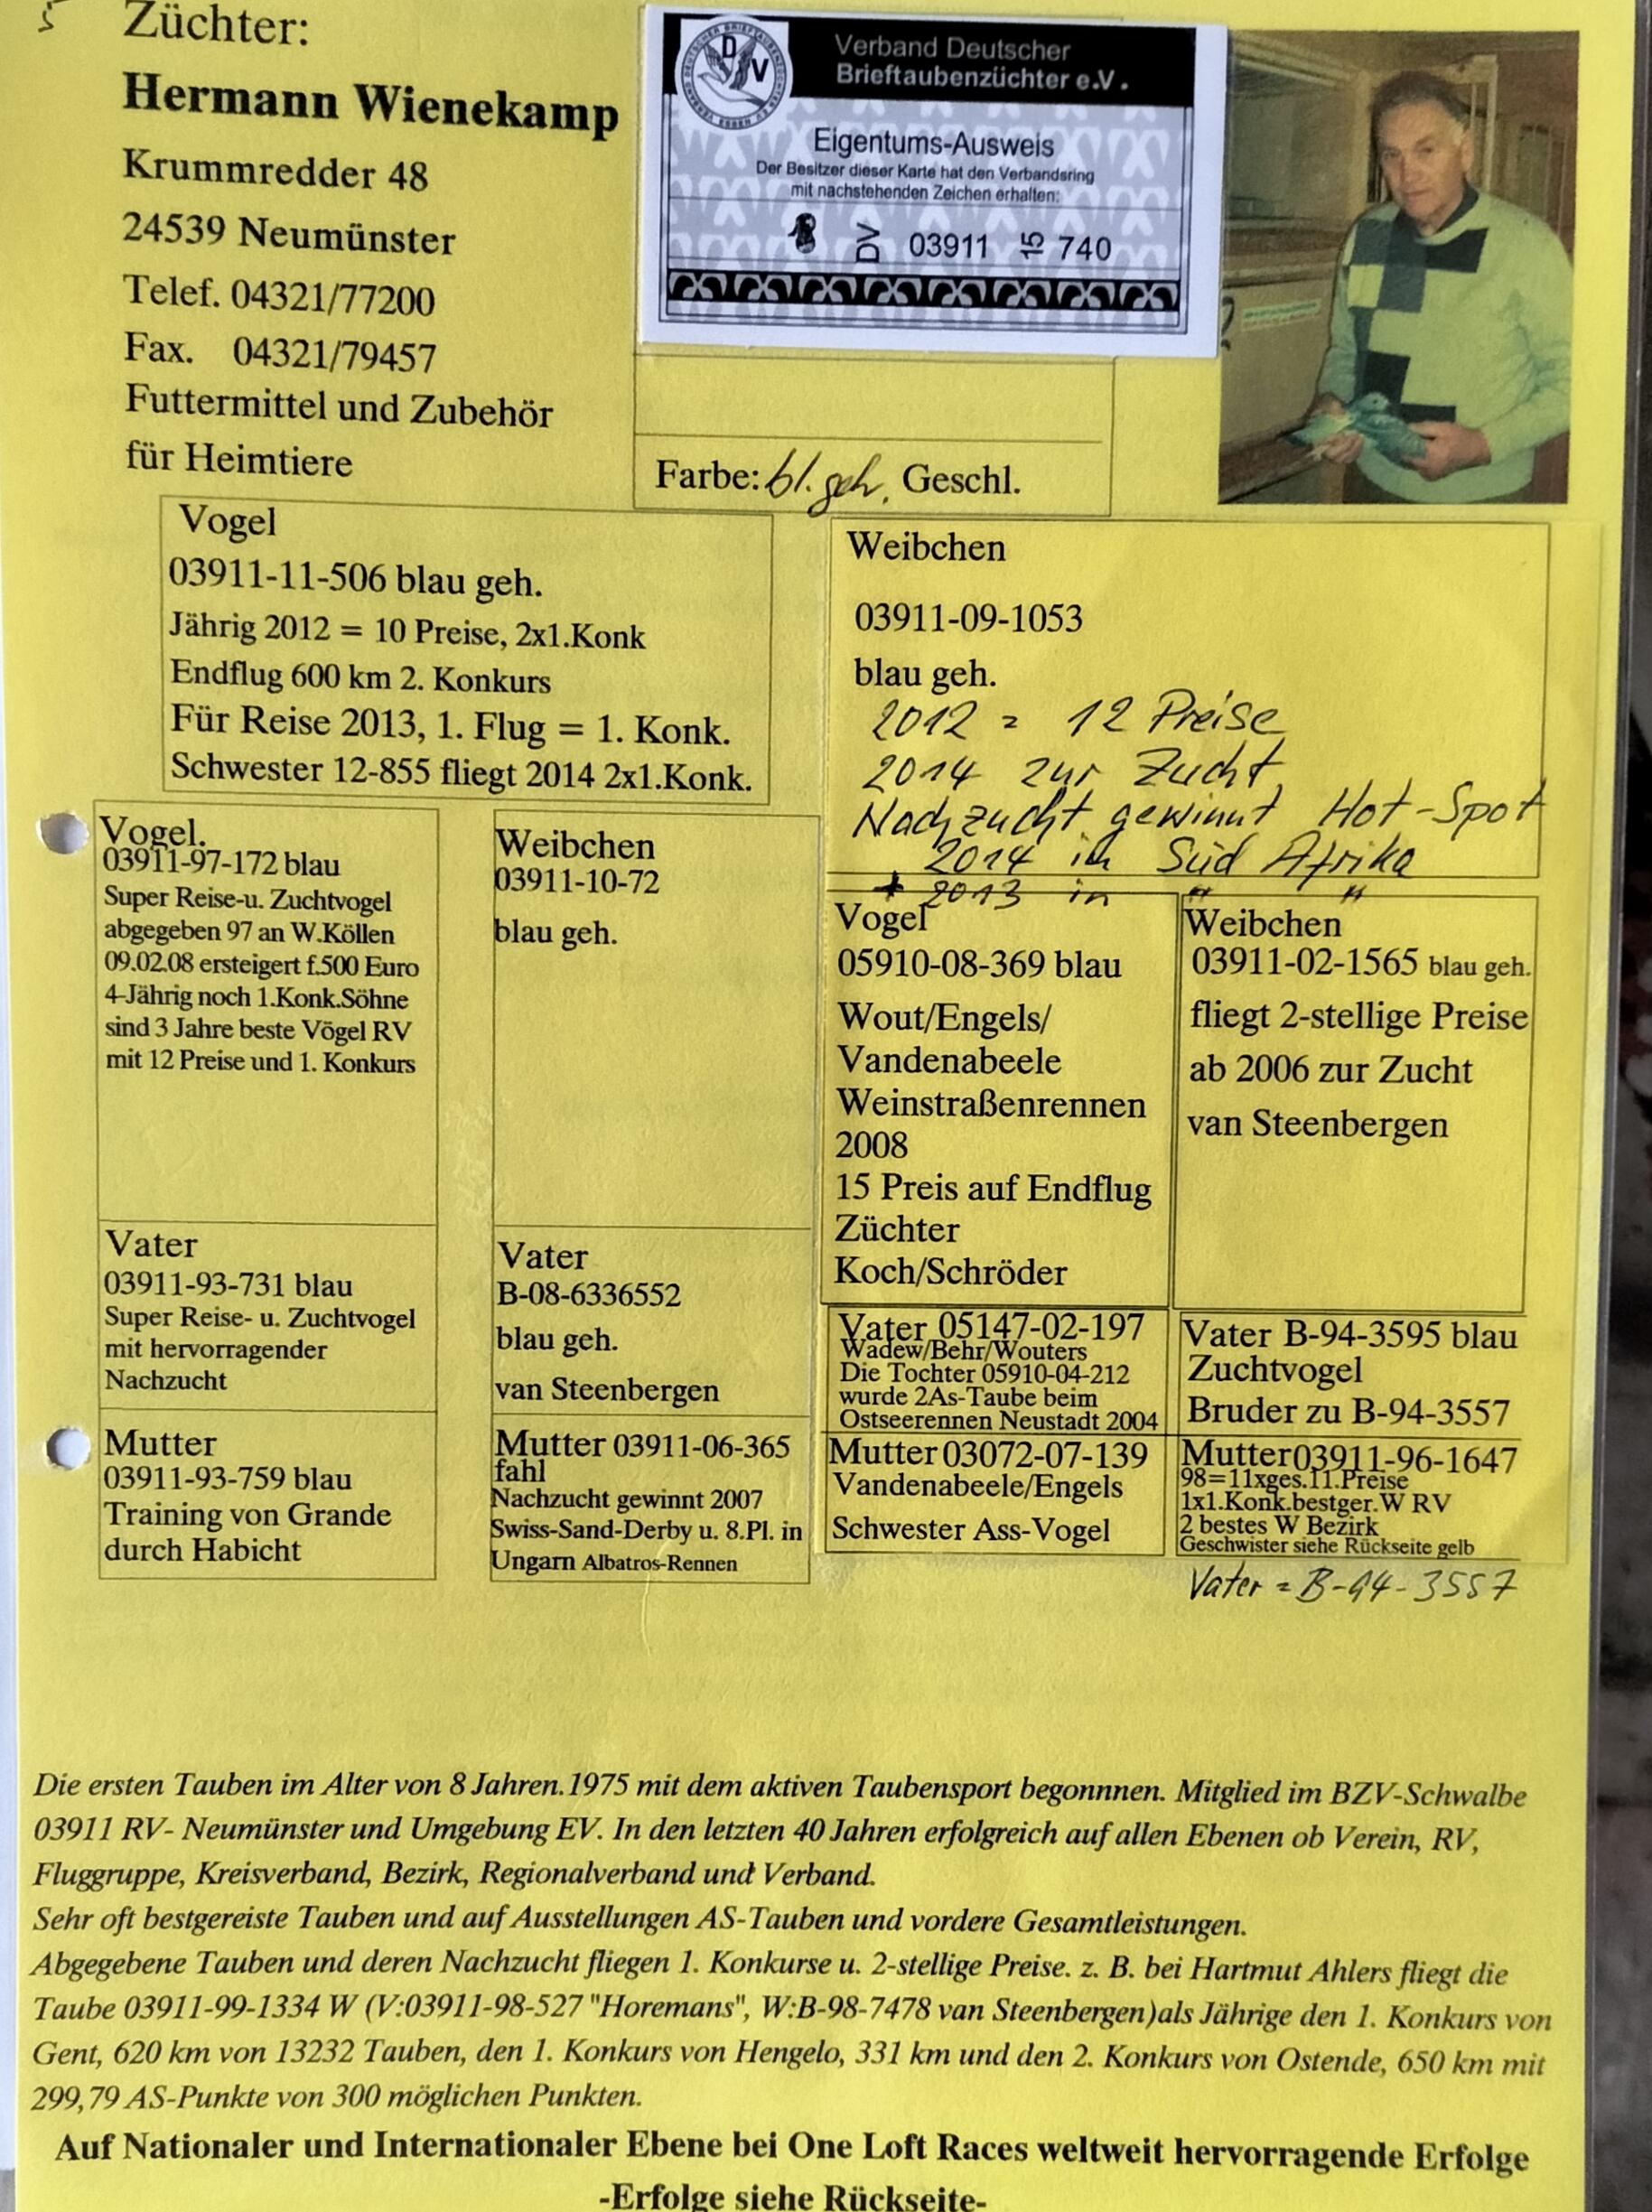 Züchter:
Hermann Wienekamp
Krummredder 48
24539 Neumünster
Telef. 04321/77200
Fax. 04321/79457
Futtermittel und Zubehör
für Heimtiere
Verband Deutscher
Brieftaubenzüchter e.V.
Eigentums-Ausweis
Der Besitzer dieser Karte hat den Verbandsring
mit nachstehenden Zeichen erhalten:
DV 03911 15 740
Farbe: bl. geh. Geschl.
Vogel
03911-11-506 blau geh.
Jährig 2012 = 10 Preise, 2x1.Konk
Endflug 600 km 2. Konkurs
Für Reise 2013, 1. Flug = 1. Konk.
Schwester 12-855 fliegt 2014 2x1.Konk.
Weibchen
03911-09-1053
blau geh.
2012 = 12 Preise
2014 zur Zucht
Nachzucht gewinnt Hot-Spot
2014 in Süd Afrika
+ 2013 in " "
Vogel.
03911-97-172 blau
Super Reise-u. Zuchtvogel
abgegeben 97 an W.Köllen
09.02.08 ersteigert f.500 Euro
4-Jährig noch 1.Konk.Söhne
sind 3 Jahre beste Vögel RV
mit 12 Preise und 1. Konkurs
Weibchen
03911-10-72
blau geh.
Vogel
05910-08-369 blau
Wout/Engels/
Vandenabeele
Weinstraßenrennen
2008
15 Preis auf Endflug
Züchter
Koch/Schröder
Weibchen
03911-02-1565 blau geh.
fliegt 2-stellige Preise
ab 2006 zur Zucht
van Steenbergen
Vater
03911-93-731 blau
Super Reise- u. Zuchtvogel
mit hervorragender
Nachzucht
Vater
B-08-6336552
blau geh.
van Steenbergen
Vater 05147-02-197
Wadew/Behr/Wouters
Die Tochter 05910-04-212
wurde 2As-Taube beim
Ostseerennen Neustadt 2004
Vater B-94-3595 blau
Zuchtvogel
Bruder zu B-94-3557
Mutter
03911-93-759 blau
Training von Grande
durch Habicht
Mutter 03911-06-365
fahl
Nachzucht gewinnt 2007
Swiss-Sand-Derby u. 8.Pl. in
Ungarn Albatros-Rennen
Mutter 03072-07-139
Vandenabeele/Engels
Schwester Ass-Vogel
Mutter03911-96-1647
98=11xges.11.Preise
1x1.Konk.bestger.W RV
2 bestes W Bezirk
Geschwister siehe Rückseite gelb
Vater = B-94-3557
Die ersten Tauben im Alter von 8 Jahren.1975 mit dem aktiven Taubensport begonnnen. Mitglied im BZV-Schwalbe
03911 RV- Neumünster und Umgebung EV. In den letzten 40 Jahren erfolgreich auf allen Ebenen ob Verein, RV,
Fluggruppe, Kreisverband, Bezirk, Regionalverband und Verband.
Sehr oft bestgereiste Tauben und auf Ausstellungen AS-Tauben und vordere Gesamtleistungen.
Abgegebene Tauben und deren Nachzucht fliegen 1. Konkurse u. 2-stellige Preise. z. B. bei Hartmut Ahlers fliegt die
Taube 03911-99-1334 W (V:03911-98-527 "Horemans", W:B-98-7478 van Steenbergen)als Jährige den 1. Konkurs von
Gent, 620 km von 13232 Tauben, den 1. Konkurs von Hengelo, 331 km und den 2. Konkurs von Ostende, 650 km mit
299,79 AS-Punkte von 300 möglichen Punkten.
Auf Nationaler und Internationaler Ebene bei One Loft Races weltweit hervorragende Erfolge
-Erfolge siehe Rückseite-